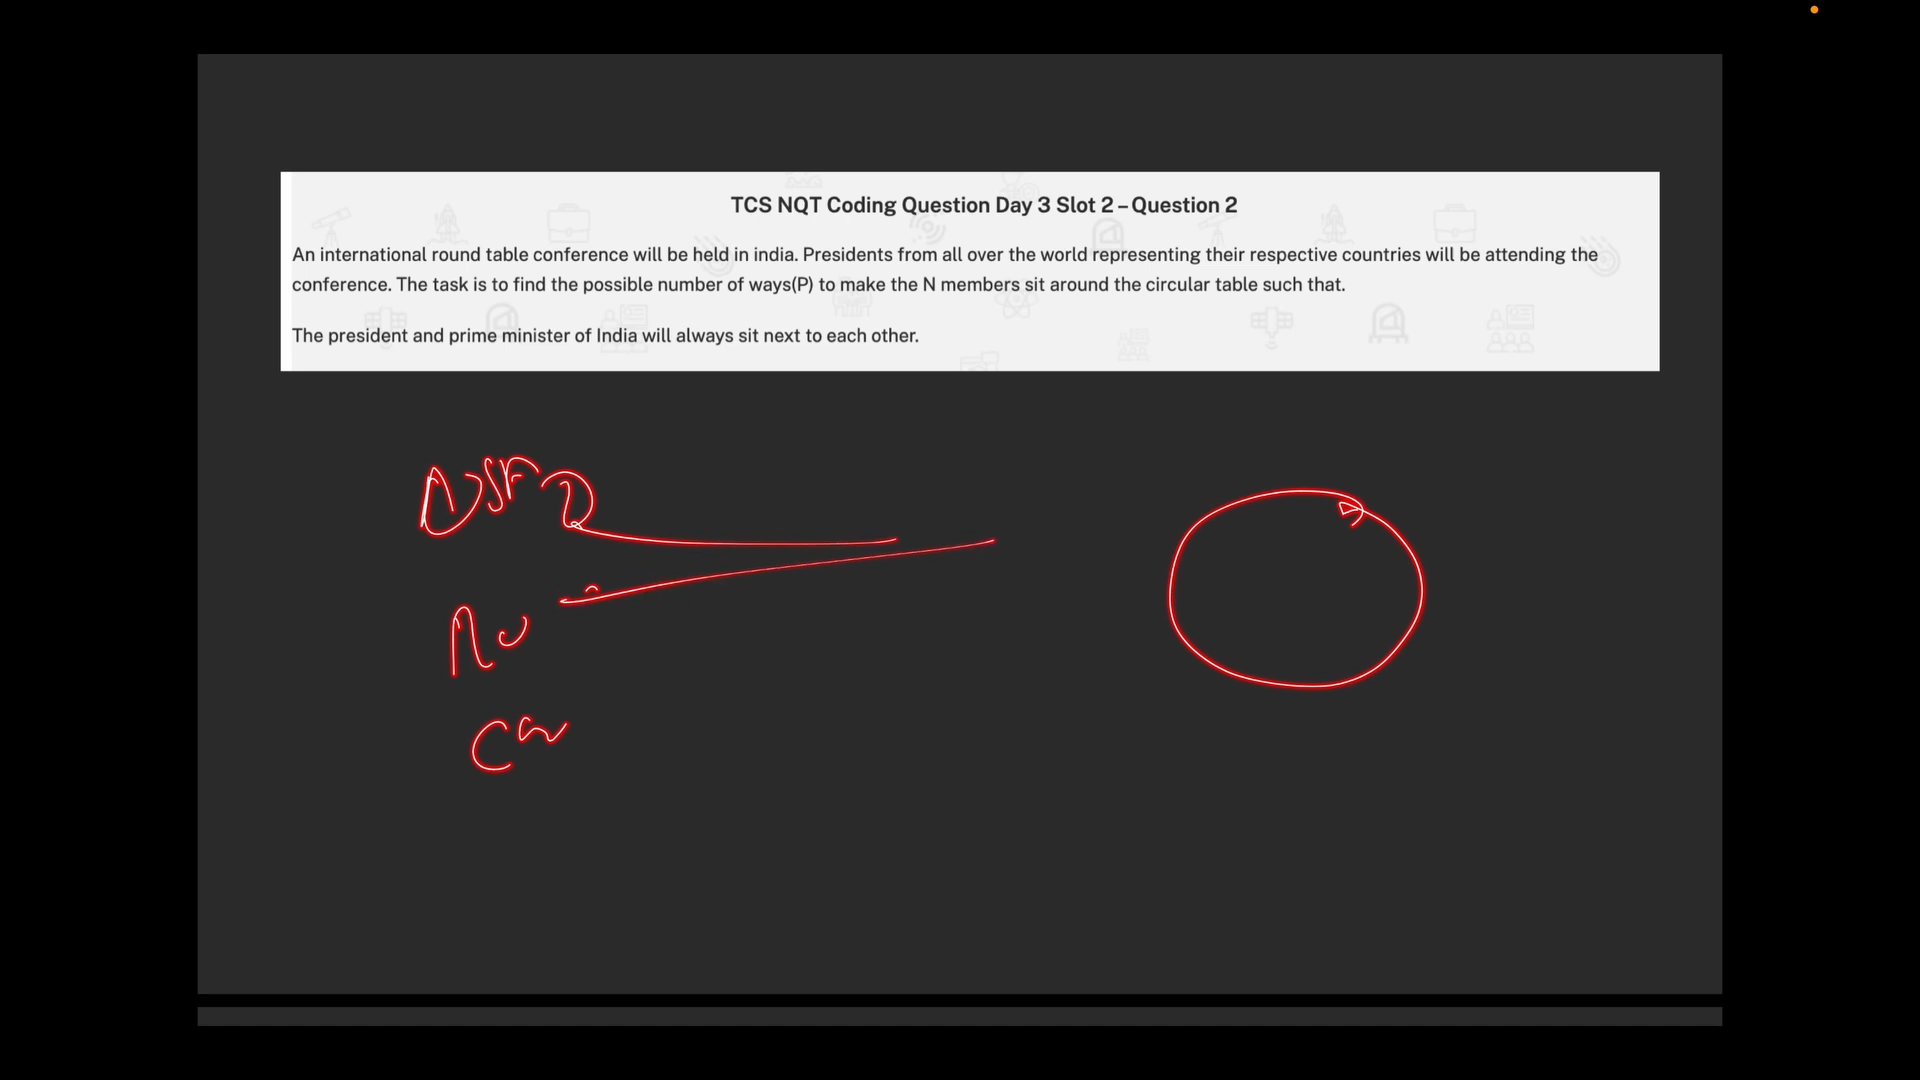 TCS NQT Coding Question Day 3 Slot 2 – Question 2
An international round table conference will be held in india. Presidents from all over the world representing their respective countries will be attending the
conference. The task is to find the possible number of ways(P) to make the N members sit around the circular table such that.
The president and prime minister of India will always sit next to each other.